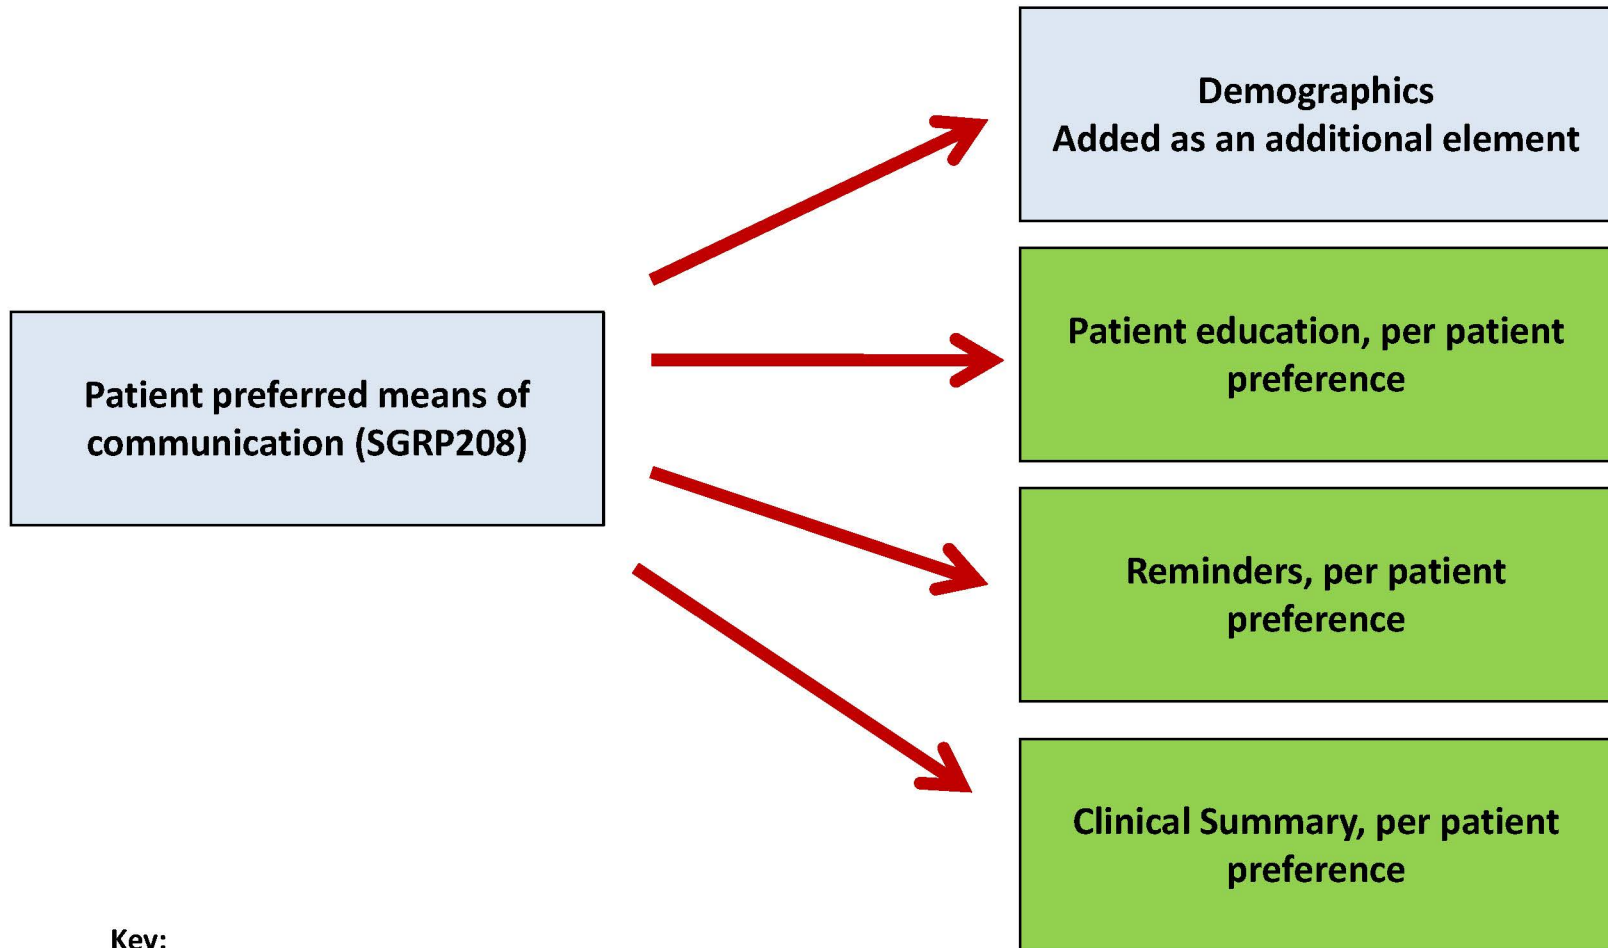 Demographics
Added as an additional element
Patient education, per patient
preference
Patient preferred means of
communication (SGRP208)
Reminders, per patient
preference
Clinical Summary, per patient
preference
Key: